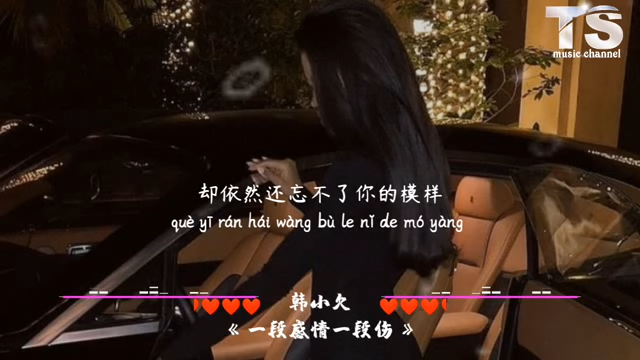 TS
music channel
却依然还忘不了你的模样
què yī rán hái wàng bù le nǐ de mó yàng
韩小欠
《一段感情一段伤》